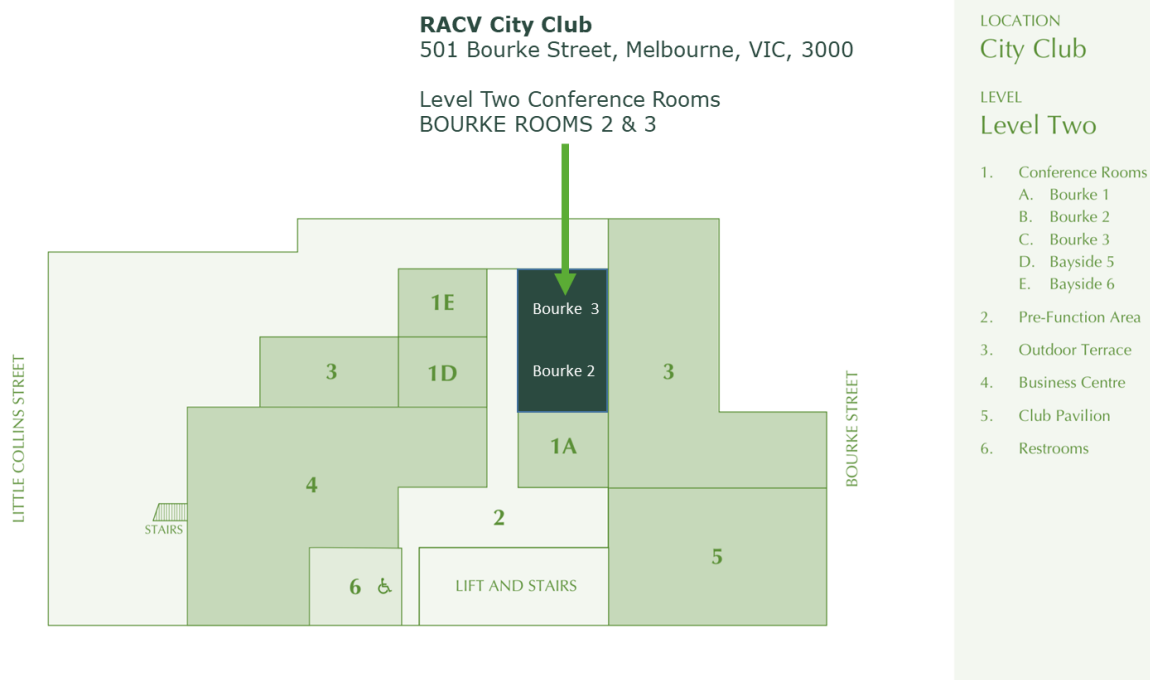 RACV City Club
501 Bourke Street, Melbourne, VIC, 3000
Level Two Conference Rooms
BOURKE ROOMS 2 & 3
LOCATION
City Club
LEVEL
Level Two
1. Conference Rooms
A. Bourke 1
B. Bourke 2
C. Bourke 3
D. Bayside 5
E. Bayside 6
2. Pre-Function Area
3. Outdoor Terrace
4. Business Centre
5. Club Pavilion
6. Restrooms
LITTLE COLLINS STREET
1E
Bourke 3
3
1D
Bourke 2
3
BOURKE STREET
1A
4
2
STAIRS
5
6
LIFT AND STAIRS